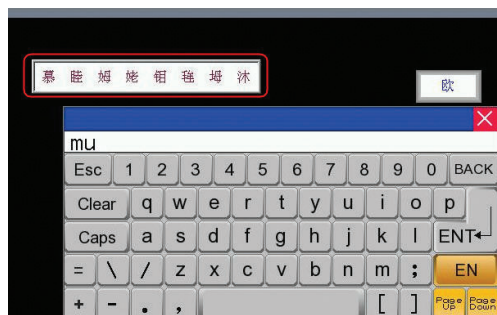 慕 睦 姆 姥 钼 毪 坶 沐
欧
mu
Esc 1 2 3 4 5 6 7 8 9 0 BACK
Clear q w e r t y u i o p
Caps a s d f g h j k l ENT
= \ / z x c v b n m ; EN
+ - . , [ ] Page Up Page Down